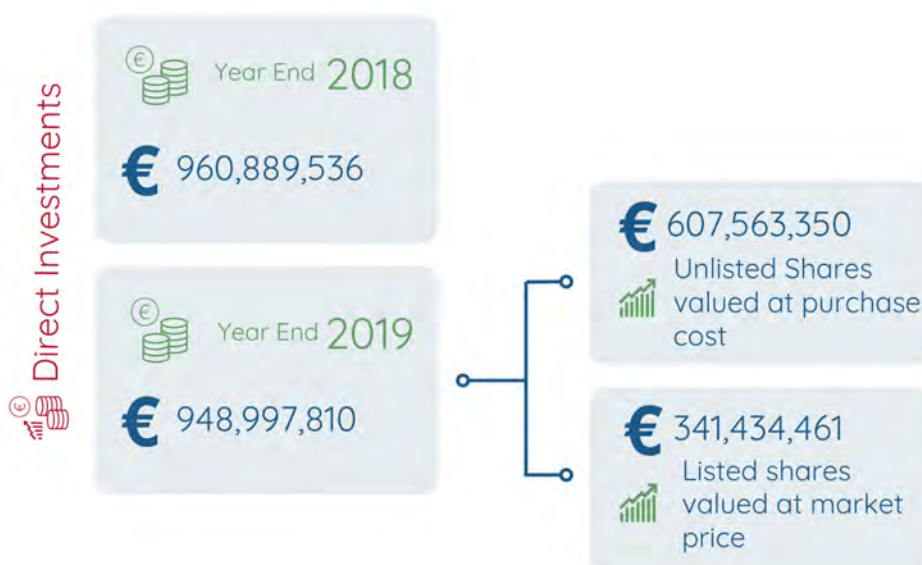 Direct Investments
Year End 2018
€ 960,889,536
Year End 2019
€ 948,997,810
€ 607,563,350
Unlisted Shares
valued at purchase
cost
€ 341,434,461
Listed shares
valued at market
price